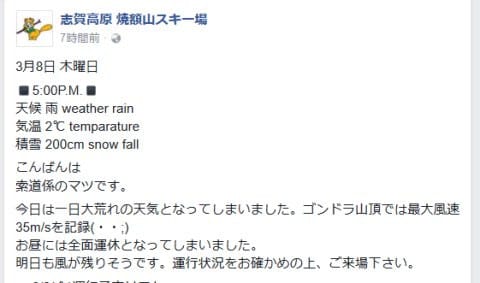 志賀高原 焼額山スキー場
7時間前 ·
3月8日 木曜日
■5:00P.M.■
天候 雨 weather rain
気温 2℃ temparature
積雪 200cm snow fall
こんばんは
索道係のマツです。
今日は一日大荒れの天気となってしまいました。ゴンドラ山頂では最大風速
35m/sを記録(・・;)
お昼には全面運休となってしまいました。
明日も風が残りそうです。運行状況をお確かめの上、ご来場下さい。